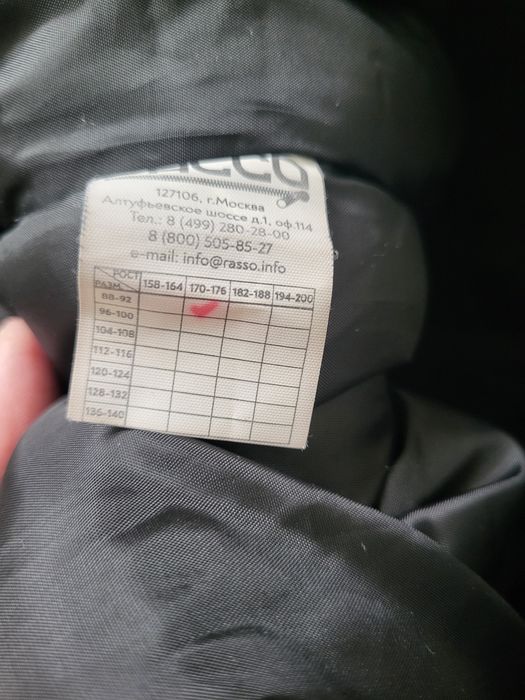 127106, г.Москва
Алтуфьевское шоссе д.1, оф.114
Тел.: 8 (499) 280-28-00
8 (800) 505-85-27
e-mail: info@rasso.info
РОСТ 158-164 170-176 182-188 194-200
РАЗМ.
88-92
96-100
104-108
112-116
120-124
128-132
136-140